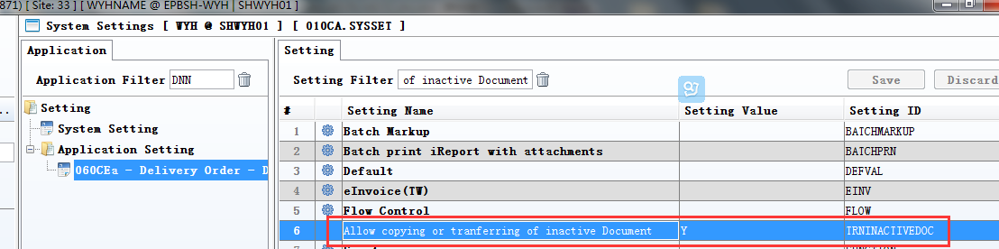 871) [ Site: 33 ] [ WYHNAME @ EPBSH-WYH | SHWYH01 ]
System Settings [ WYH @ SHWYH01 ] [ 010CA.SYSSET ]
Application
Setting
Application Filter DNN
Setting Filter of inactive Document
Save
Discard
Setting
System Setting
Application Setting
060CEa - Delivery Order - D
# Setting Name Setting Value Setting ID
1 Batch Markup BATCHMARKUP
2 Batch print iReport with attachments BATCHPRN
3 Default DEFVAL
4 eInvoice(TW) EINV
5 Flow Control FLOW
6 Allow copying or tranferring of inactive Document Y TRNINACTIVEDOC